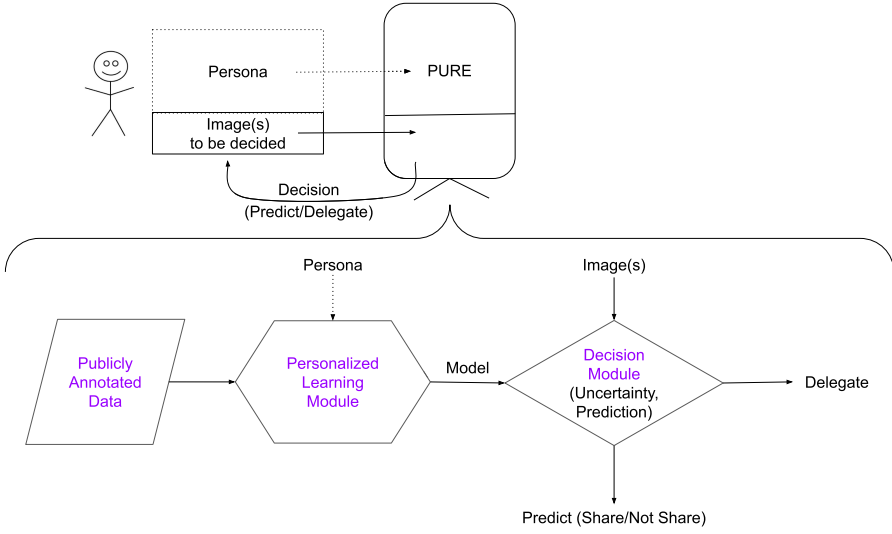 Persona
PURE
Image(s)
to be decided
Decision
(Predict/Delegate)
Persona
Image(s)
Publicly
Annotated
Data
Personalized
Learning
Module
Model
Decision
Module
(Uncertainty,
Prediction)
Delegate
Predict (Share/Not Share)